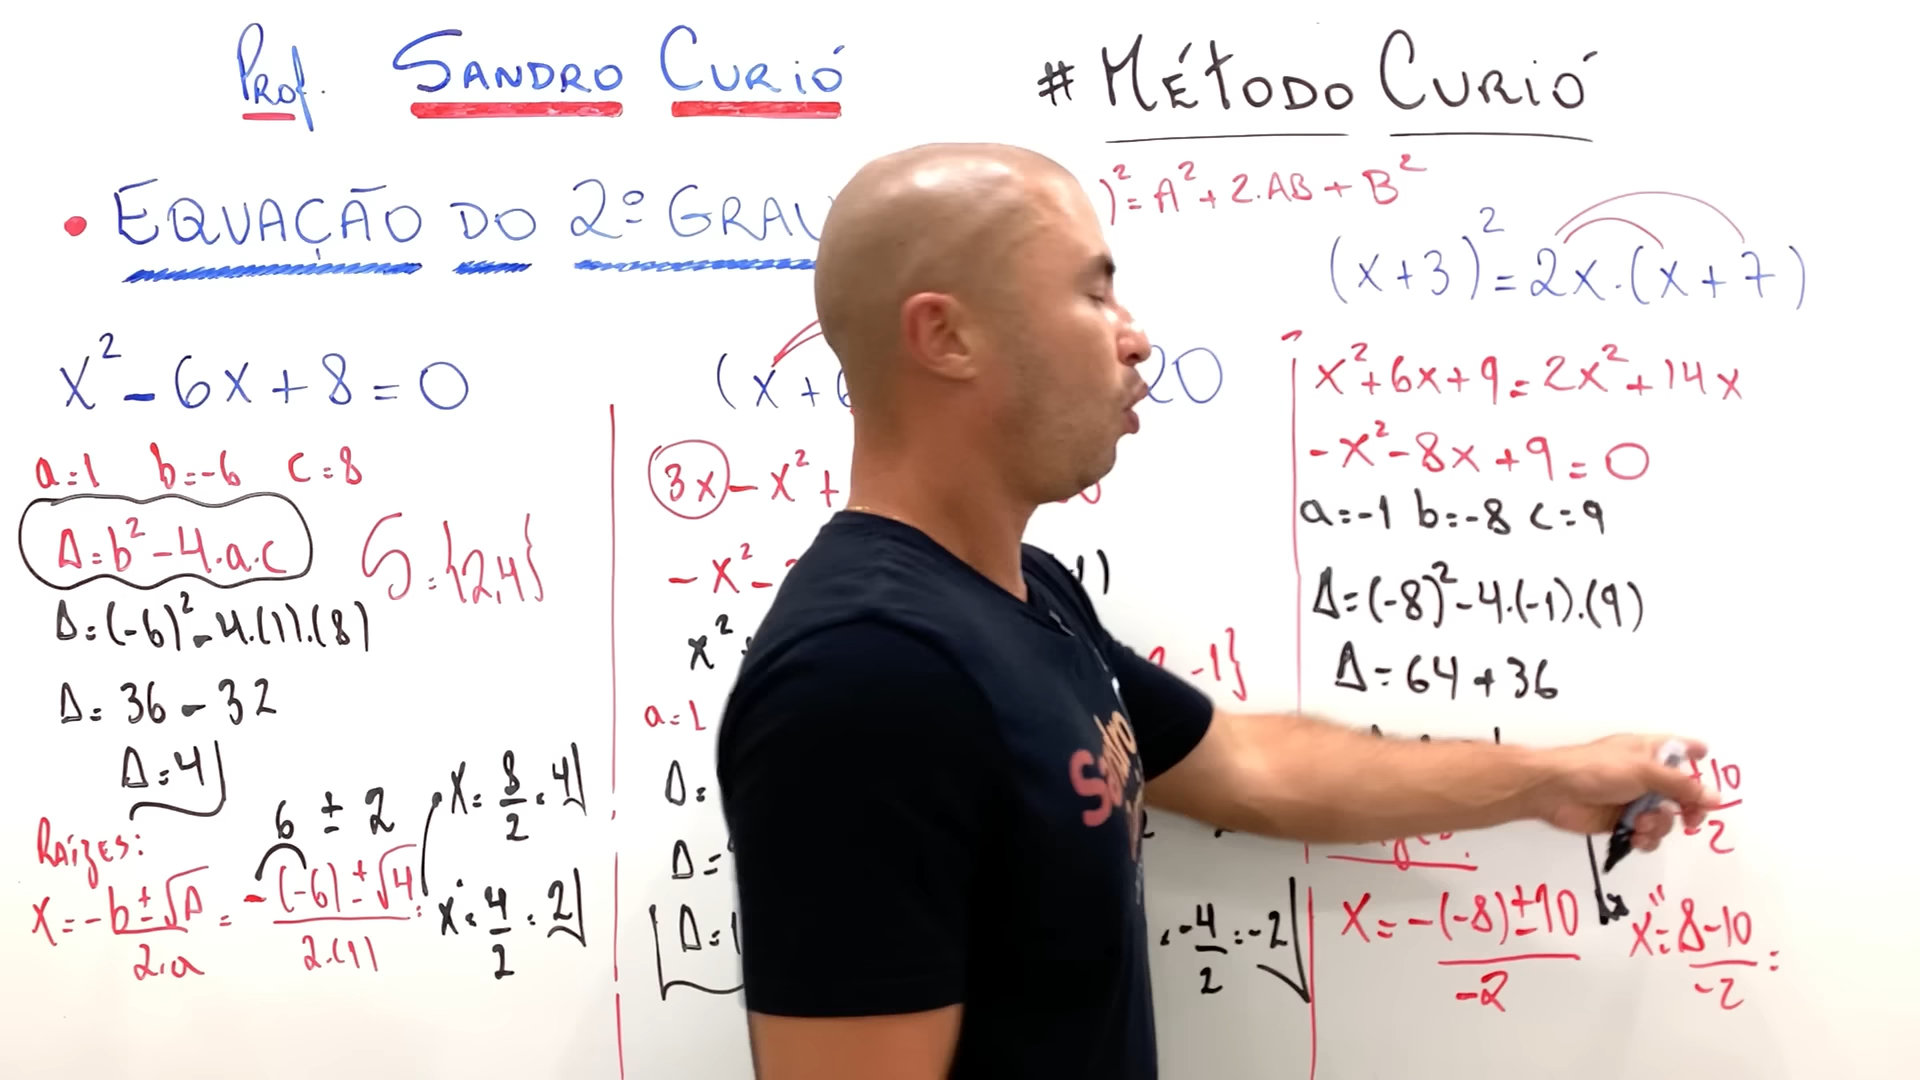 Prof. SANDRO CURIÓ
# MÉTODO CURIÓ
• EQUAÇÃO DO 2º GRAU
x² - 6x + 8 = 0
a=1 b=-6 c=8
Δ=b²-4.a.c
S={2,4}
Δ=(-6)²-4.(1).(8)
Δ=36-32
Δ=4
RAÍZES:
x=-b±√Δ/2.a = -(-6)±√4/2.(1) =
6 ± 2
x'=8/2=4
x"=4/2=2
(x+6
20
3x-x²+
-x²-
x²
a=1
Δ=
Δ=
Δ=1
-1}
-4/2=-2
)²=A²+2.AB+B²
(x+3)²=2x.(x+7)
x²+6x+9=2x²+14x
-x²-8x+9=0
a=-1 b=-8 c=9
Δ=(-8)²-4.(-1).(9)
Δ=64+36
x=-(-8)±10/-2
+10/-2
x"=8-10/-2=